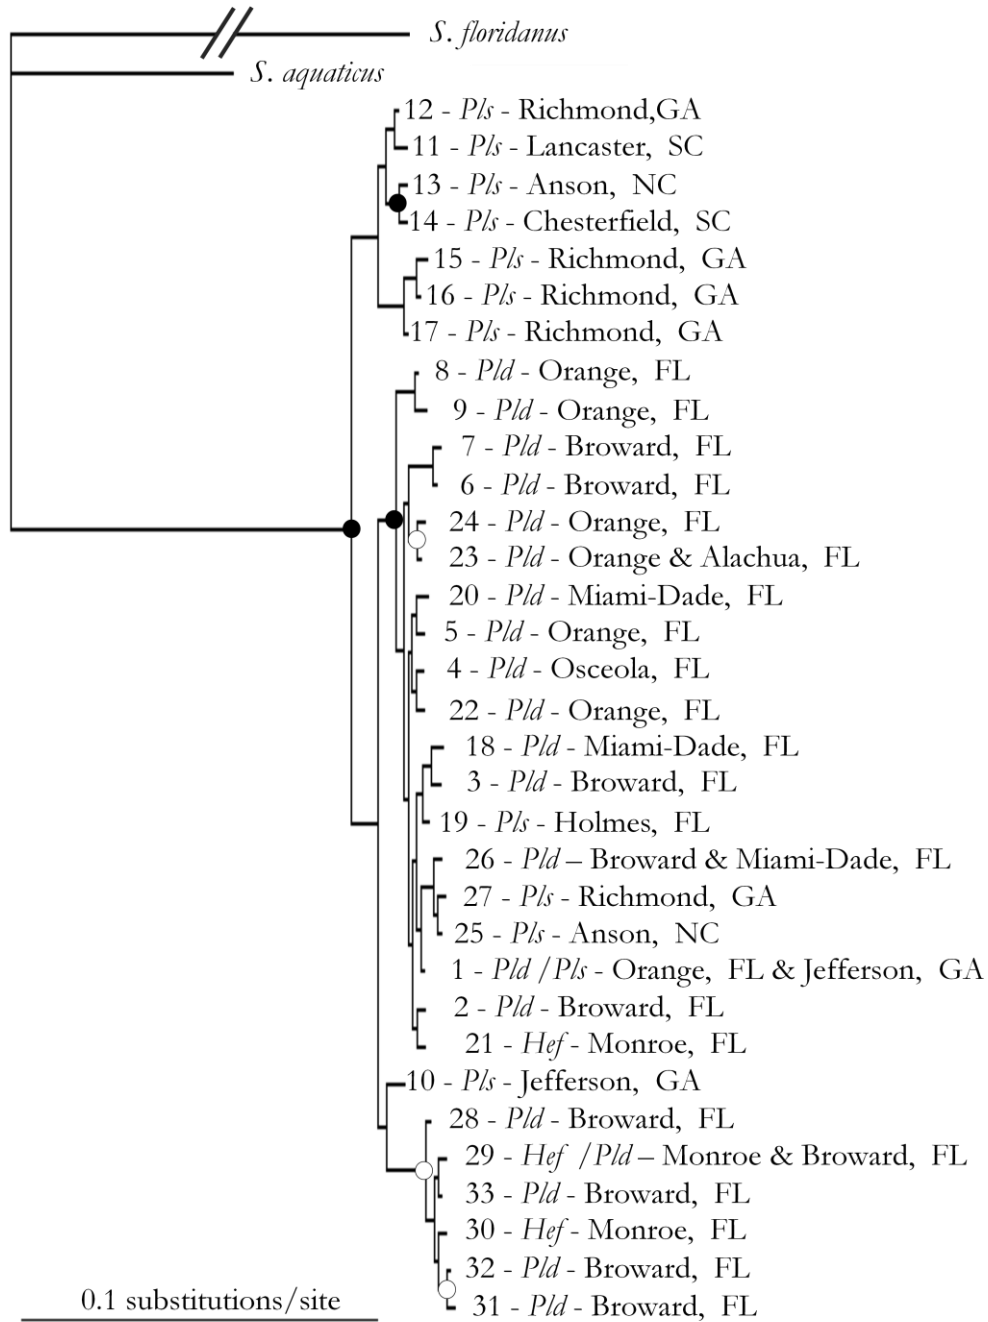 S. floridanus
S. aquaticus
12 - Pls - Richmond,GA
11 - Pls - Lancaster, SC
13 - Pls - Anson, NC
14 - Pls - Chesterfield, SC
15 - Pls - Richmond, GA
16 - Pls - Richmond, GA
17 - Pls - Richmond, GA
8 - Pld - Orange, FL
9 - Pld - Orange, FL
7 - Pld - Broward, FL
6 - Pld - Broward, FL
24 - Pld - Orange, FL
23 - Pld - Orange & Alachua, FL
20 - Pld - Miami-Dade, FL
5 - Pld - Orange, FL
4 - Pld - Osceola, FL
22 - Pld - Orange, FL
18 - Pld - Miami-Dade, FL
3 - Pld - Broward, FL
19 - Pls - Holmes, FL
26 - Pld – Broward & Miami-Dade, FL
27 - Pls - Richmond, GA
25 - Pls - Anson, NC
1 - Pld /Pls - Orange, FL & Jefferson, GA
2 - Pld - Broward, FL
21 - Hef - Monroe, FL
10 - Pls - Jefferson, GA
28 - Pld - Broward, FL
29 - Hef /Pld – Monroe & Broward, FL
33 - Pld - Broward, FL
30 - Hef - Monroe, FL
32 - Pld - Broward, FL
31 - Pld - Broward, FL
0.1 substitutions/site